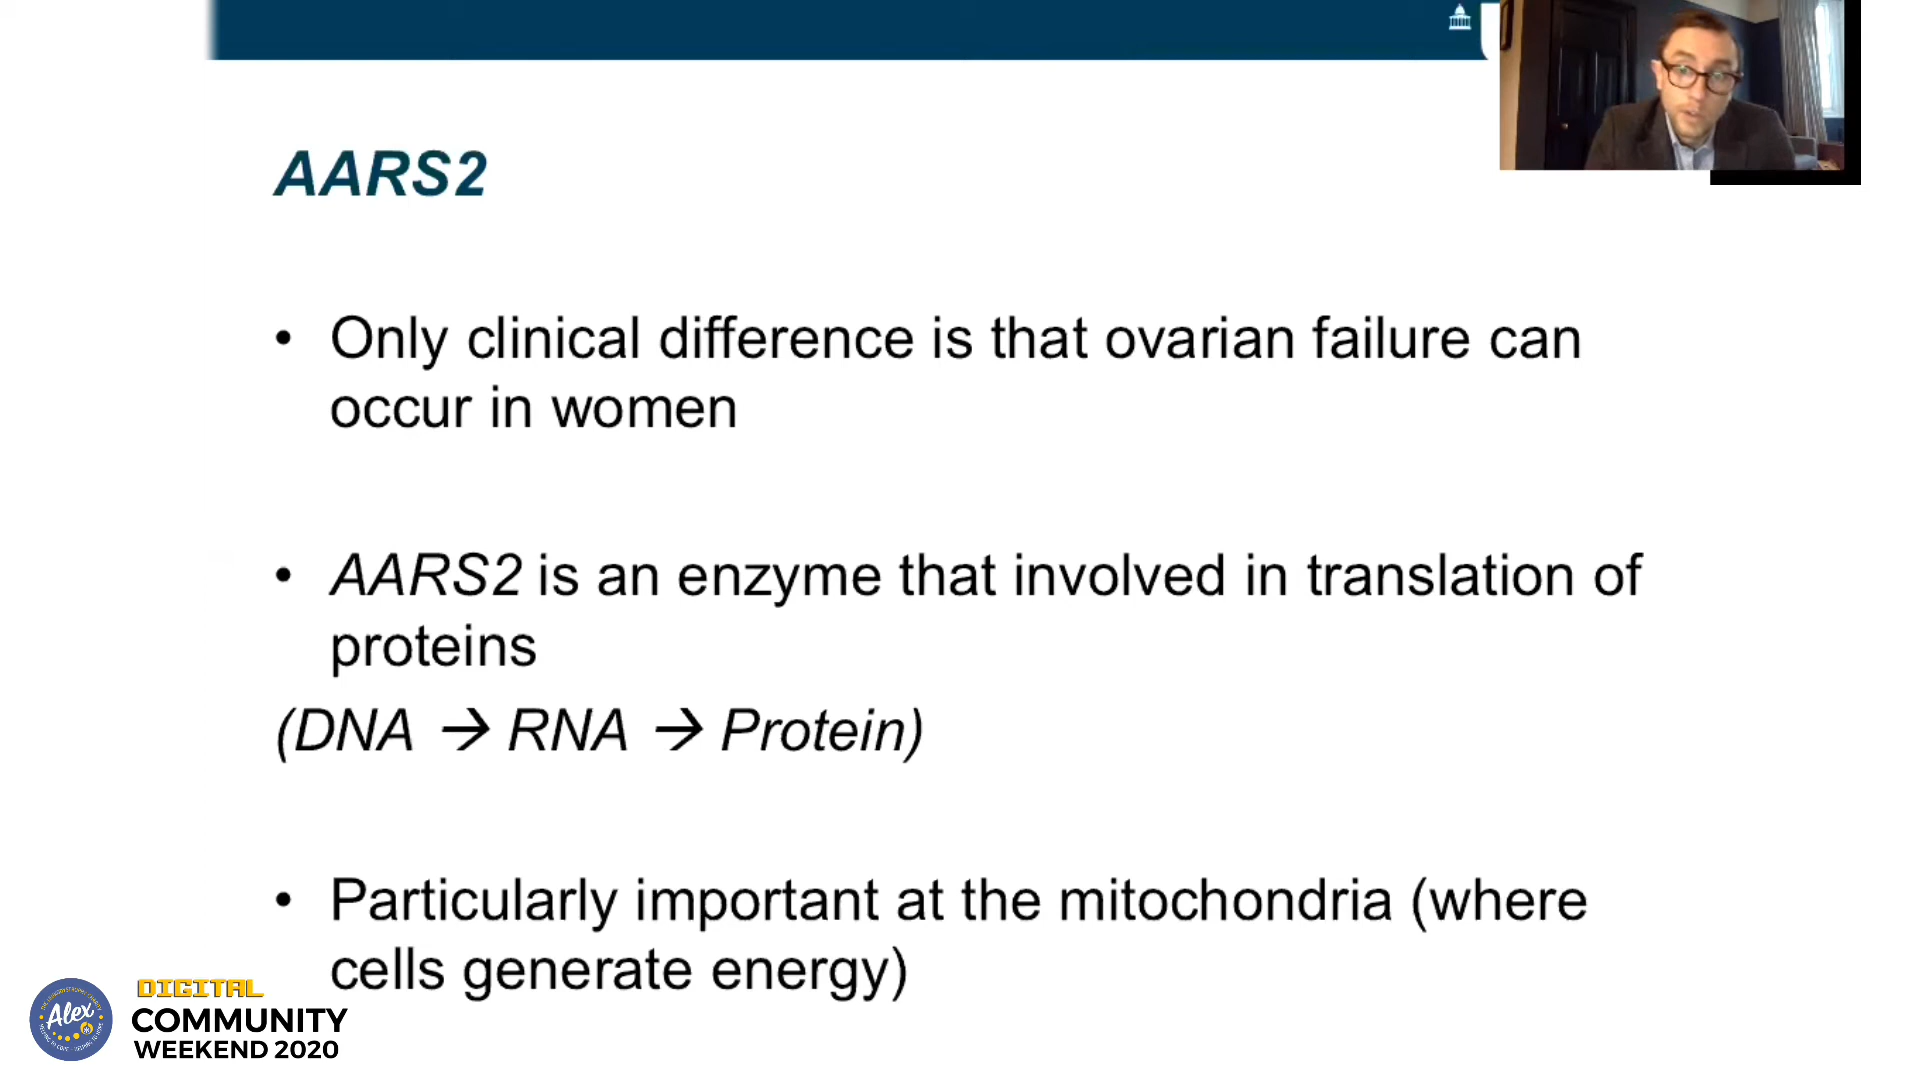 AARS2
• Only clinical difference is that ovarian failure can
occur in women
• AARS2 is an enzyme that involved in translation of
proteins
(DNA → RNA → Protein)
• Particularly important at the mitochondria (where
cells generate energy)
Alex
DIGITAL
COMMUNITY
WEEKEND 2020